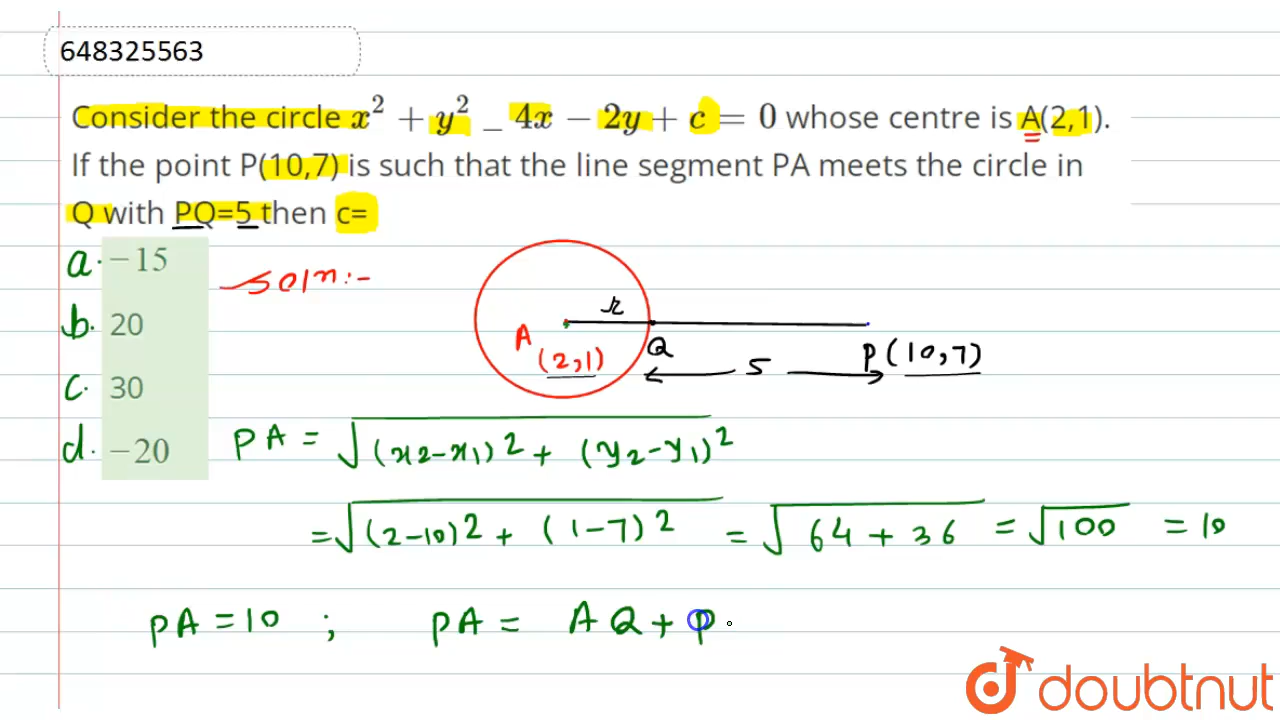 648325563
Consider the circle x² + y² _ 4x − 2y + c = 0 whose centre is A(2,1).
If the point P(10,7) is such that the line segment PA meets the circle in
Q with PQ=5 then c=
a. −15
Soln:-
b. 20
c. 30
d. −20
r
A
(2,1)
Q
5
P(10,7)
PA = √(x2-x1)2 + (y2-y1)2
= √(2-10)2 + (1-7)2 = √64 + 36 = √100 = 10
PA = 10 ; PA = AQ + P
doubtnut